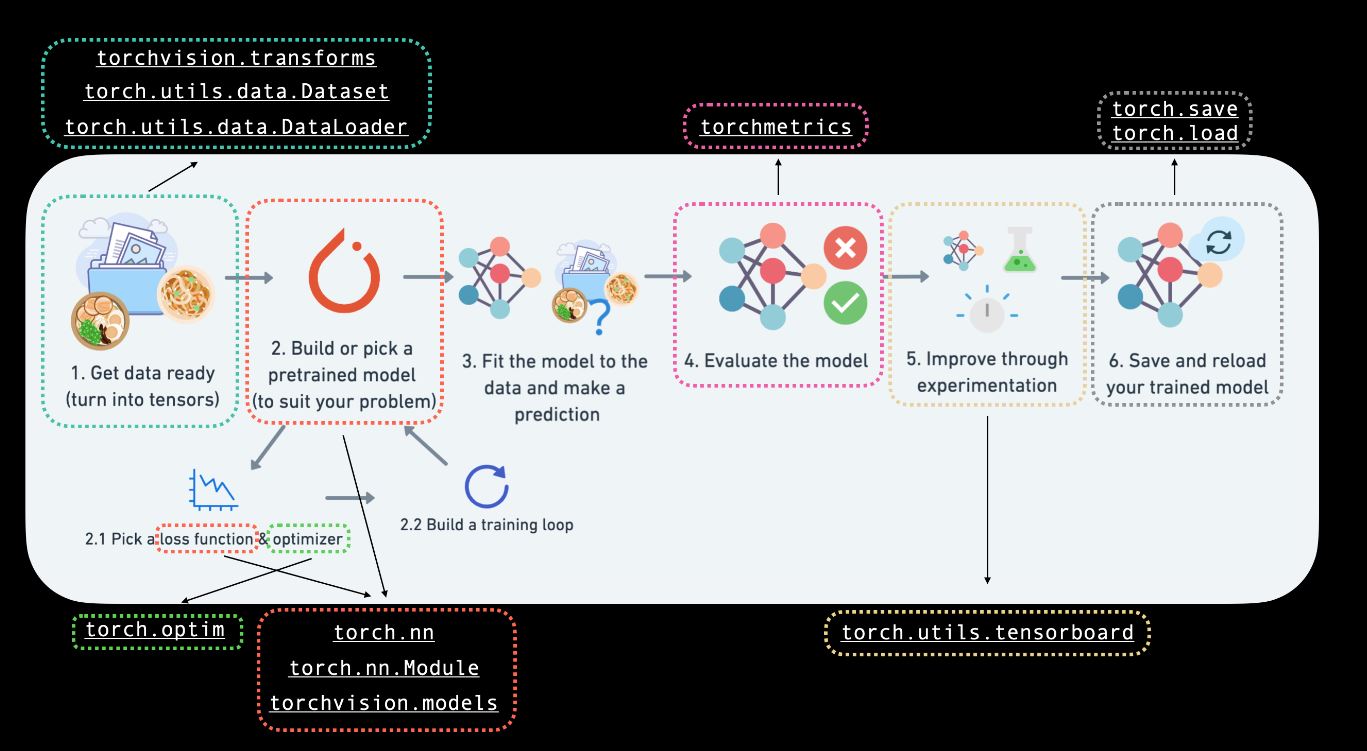 torchvision.transforms
torch.utils.data.Dataset
torch.utils.data.DataLoader
torchmetrics
torch.save
torch.load
1. Get data ready
(turn into tensors)
2. Build or pick a
pretrained model
(to suit your problem)
3. Fit the model to the
data and make a
prediction
4. Evaluate the model
5. Improve through
experimentation
6. Save and reload
your trained model
2.1 Pick a loss function & optimizer
2.2 Build a training loop
torch.optim
torch.nn
torch.nn.Module
torchvision.models
torch.utils.tensorboard